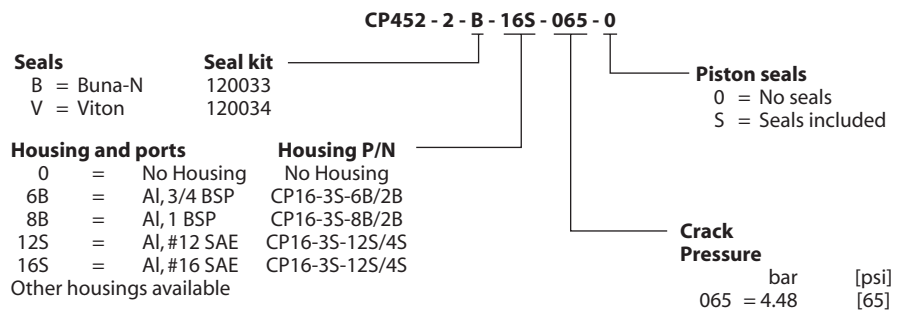 CP452 - 2 - B - 16S - 065 - 0
Seals Seal kit
B = Buna-N 120033
V = Viton 120034
Piston seals
0 = No seals
S = Seals included
Housing and ports Housing P/N
0 = No Housing No Housing
6B = Al, 3/4 BSP CP16-3S-6B/2B
8B = Al, 1 BSP CP16-3S-8B/2B
12S = Al, #12 SAE CP16-3S-12S/4S
16S = Al, #16 SAE CP16-3S-12S/4S
Other housings available
Crack
Pressure
bar [psi]
065 = 4.48 [65]